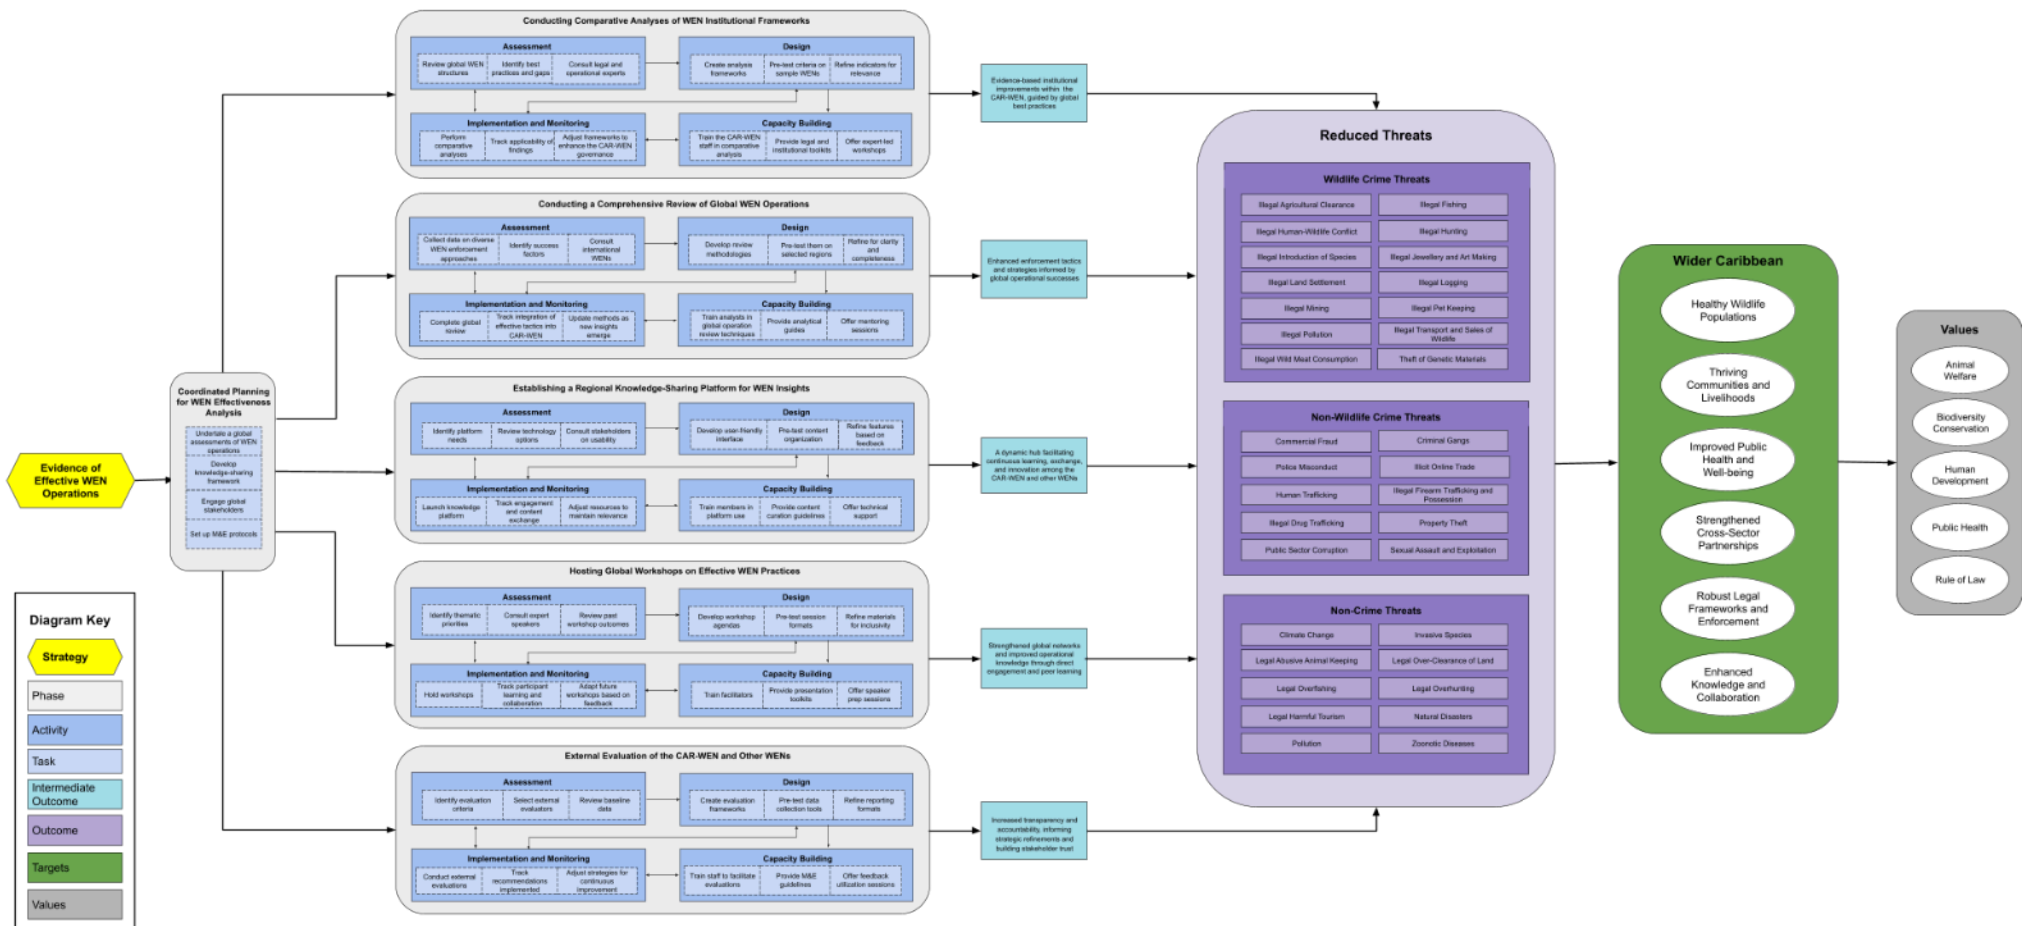 Conducting Comparative Analyses of WEN Institutional Frameworks
Assessment
Review global WEN
structures
Identify best
practices and gaps
Consult legal and
operational experts
Design
Create analysis
frameworks
Pre-test criteria on
sample WENs
Refine indicators for
relevance
Implementation and Monitoring
Perform
comparative
analyses
Track applicability of
findings
Adjust frameworks to
enhance the CAR-WEN
governance
Capacity Building
Train the CAR-WEN
staff in comparative
analysis
Provide legal and
institutional toolkits
Offer expert-led
workshops
Evidence-based institutional
improvements within the
CAR-WEN, guided by global
best practices
Conducting a Comprehensive Review of Global WEN Operations
Assessment
Collect data on diverse
WEN enforcement
approaches
Identify success
factors
Consult
international
WENs
Design
Develop review
methodologies
Pre-test them on
selected regions
Refine for clarity
and
completeness
Implementation and Monitoring
Complete global
review
Track integration of
effective tactics into
CAR-WEN
Update methods as
new insights
emerge
Capacity Building
Train analysts in
global operation
review techniques
Provide analytical
guides
Offer mentoring
sessions
Enhanced enforcement tactics
and strategies informed by
global operational successes
Establishing a Regional Knowledge-Sharing Platform for WEN Insights
Assessment
Identify platform
needs
Review technology
options
Consult stakeholders
on usability
Design
Develop user-friendly
interface
Pre-test content
organization
Refine features
based on
feedback
Implementation and Monitoring
Launch knowledge
platform
Track engagement
and content
exchange
Adjust resources to
maintain relevance
Capacity Building
Train members in
platform use
Provide content
curation guidelines
Offer technical
support
A dynamic hub facilitating
continuous learning, exchange,
and innovation among the
CAR-WEN and other WENs
Hosting Global Workshops on Effective WEN Practices
Assessment
Identify thematic
priorities
Consult expert
speakers
Review past
workshop outcomes
Design
Develop workshop
agendas
Pre-test session
formats
Refine materials
for inclusivity
Implementation and Monitoring
Hold workshops
Track participant
learning and
collaboration
Adapt future
workshops based on
feedback
Capacity Building
Train facilitators
Provide presentation
toolkits
Offer speaker
prep sessions
Strengthened global networks
and improved operational
knowledge through direct
engagement and peer learning
External Evaluation of the CAR-WEN and Other WENs
Assessment
Identify evaluation
criteria
Select external
evaluators
Review baseline
data
Design
Create evaluation
frameworks
Pre-test data
collection tools
Refine reporting
formats
Implementation and Monitoring
Conduct external
evaluations
Track
recommendations
implemented
Adjust strategies for
continuous
improvement
Capacity Building
Train staff to facilitate
evaluations
Provide M&E
guidelines
Offer feedback
utilization sessions
Increased transparency and
accountability, informing
strategic refinements and
building stakeholder trust
Evidence of
Effective WEN
Operations
Coordinated Planning
for WEN Effectiveness
Analysis
Undertake a global
assessments of WEN
operations
Develop
knowledge-sharing
framework
Engage global
stakeholders
Set up M&E protocols
Diagram Key
Strategy
Phase
Activity
Task
Intermediate
Outcome
Outcome
Targets
Values
Reduced Threats
Wildlife Crime Threats
Illegal Agricultural Clearance
Illegal Fishing
Illegal Human-Wildlife Conflict
Illegal Hunting
Illegal Introduction of Species
Illegal Jewellery and Art Making
Illegal Land Settlement
Illegal Logging
Illegal Mining
Illegal Pet Keeping
Illegal Pollution
Illegal Transport and Sales of
Wildlife
Illegal Wild Meat Consumption
Theft of Genetic Materials
Non-Wildlife Crime Threats
Commercial Fraud
Criminal Gangs
Police Misconduct
Illicit Online Trade
Human Trafficking
Illegal Firearm Trafficking and
Possession
Illegal Drug Trafficking
Property Theft
Public Sector Corruption
Sexual Assault and Exploitation
Non-Crime Threats
Climate Change
Invasive Species
Legal Abusive Animal Keeping
Legal Over-Clearance of Land
Legal Overfishing
Legal Overhunting
Legal Harmful Tourism
Natural Disasters
Pollution
Zoonotic Diseases
Wider Caribbean
Healthy Wildlife
Populations
Thriving
Communities and
Livelihoods
Improved Public
Health and
Well-being
Strengthened
Cross-Sector
Partnerships
Robust Legal
Frameworks and
Enforcement
Enhanced
Knowledge and
Collaboration
Values
Animal
Welfare
Biodiversity
Conservation
Human
Development
Public Health
Rule of Law